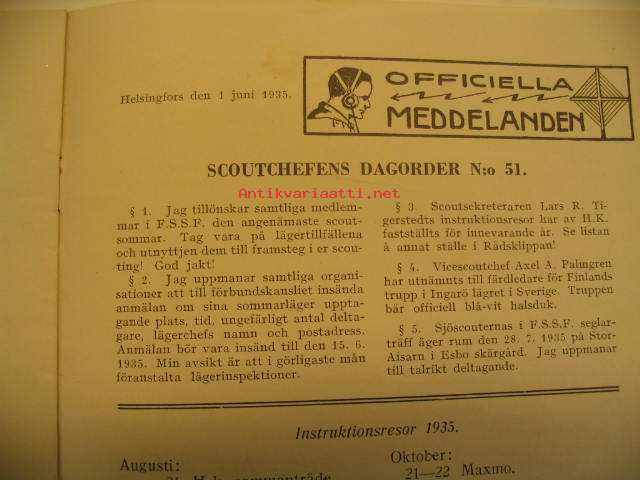 Helsingfors den 1 juni 1935.
OFFICIELLA
MEDDELANDEN
SCOUTCHEFENS DAGORDER N:o 51.
Antikvariaatti.net
§ 1. Jag tillönskar samtliga medlem-
mar i F.S.S.F. den angenämaste scout-
sommar. Tag vara på lägertillfällena
och utnyttjen dem till framsteg i er scou-
ting! God jakt!
§ 2. Jag uppmanar samtliga organi-
sationer att till förbundskansliet insända
anmälan om sina sommarläger uppta-
gande plats, tid, ungefärligt antal delta-
gare, lägerchefs namn och postadress.
Anmälan bör vara insänd till den 15. 6.
1935. Min avsikt är att i görligaste mån
föranstalta lägerinspektioner.
§ 3. Scoutsekreteraren Lars R. Ti-
gerstedts instruktionsresor har av H.K.
fastställts för innevarande år. Se listan
å annat ställe i Rådsklippan!
§ 4. Vicescoutchef Axel A. Palmgren
har utnämnts till färdledare för Finlands
trupp i Ingarö lägret i Sverige. Truppen
bär officiell blå-vit halsduk.
§ 5. Sjöscouternas i F.S.S.F. seglar-
träff äger rum den 28. 7. 1935 på Stor-
Aisarn i Esbo skärgård. Jag uppmanar
till talrikt deltagande.
Instruktionsresor 1935.
Augusti:
Oktober:
21—22 Maxmo.